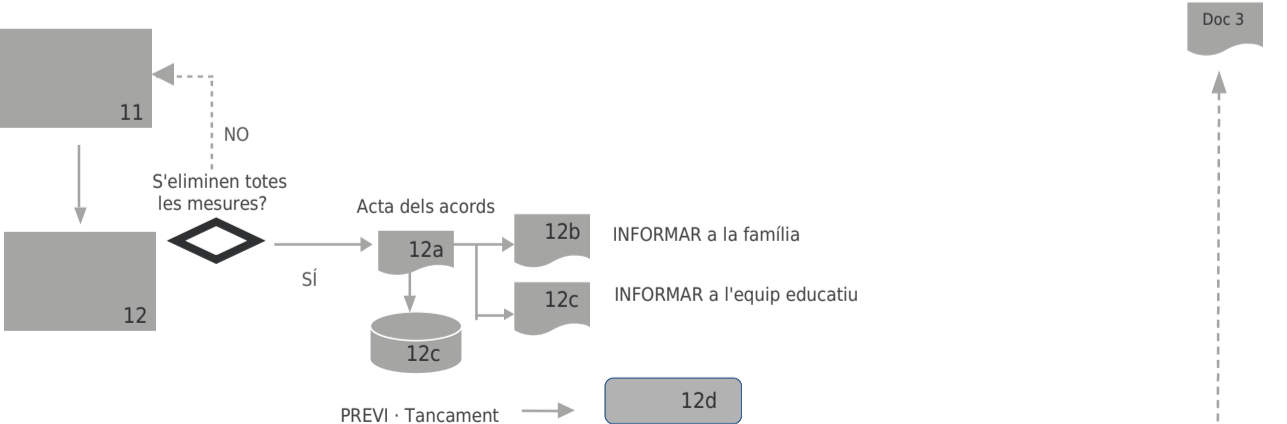 Doc 3
11
NO
S'eliminen totes
les mesures?
Acta dels acords
12a
12b
INFORMAR a la família
SÍ
12c
INFORMAR a l'equip educatiu
12
12c
PREVI · Tancament
12d